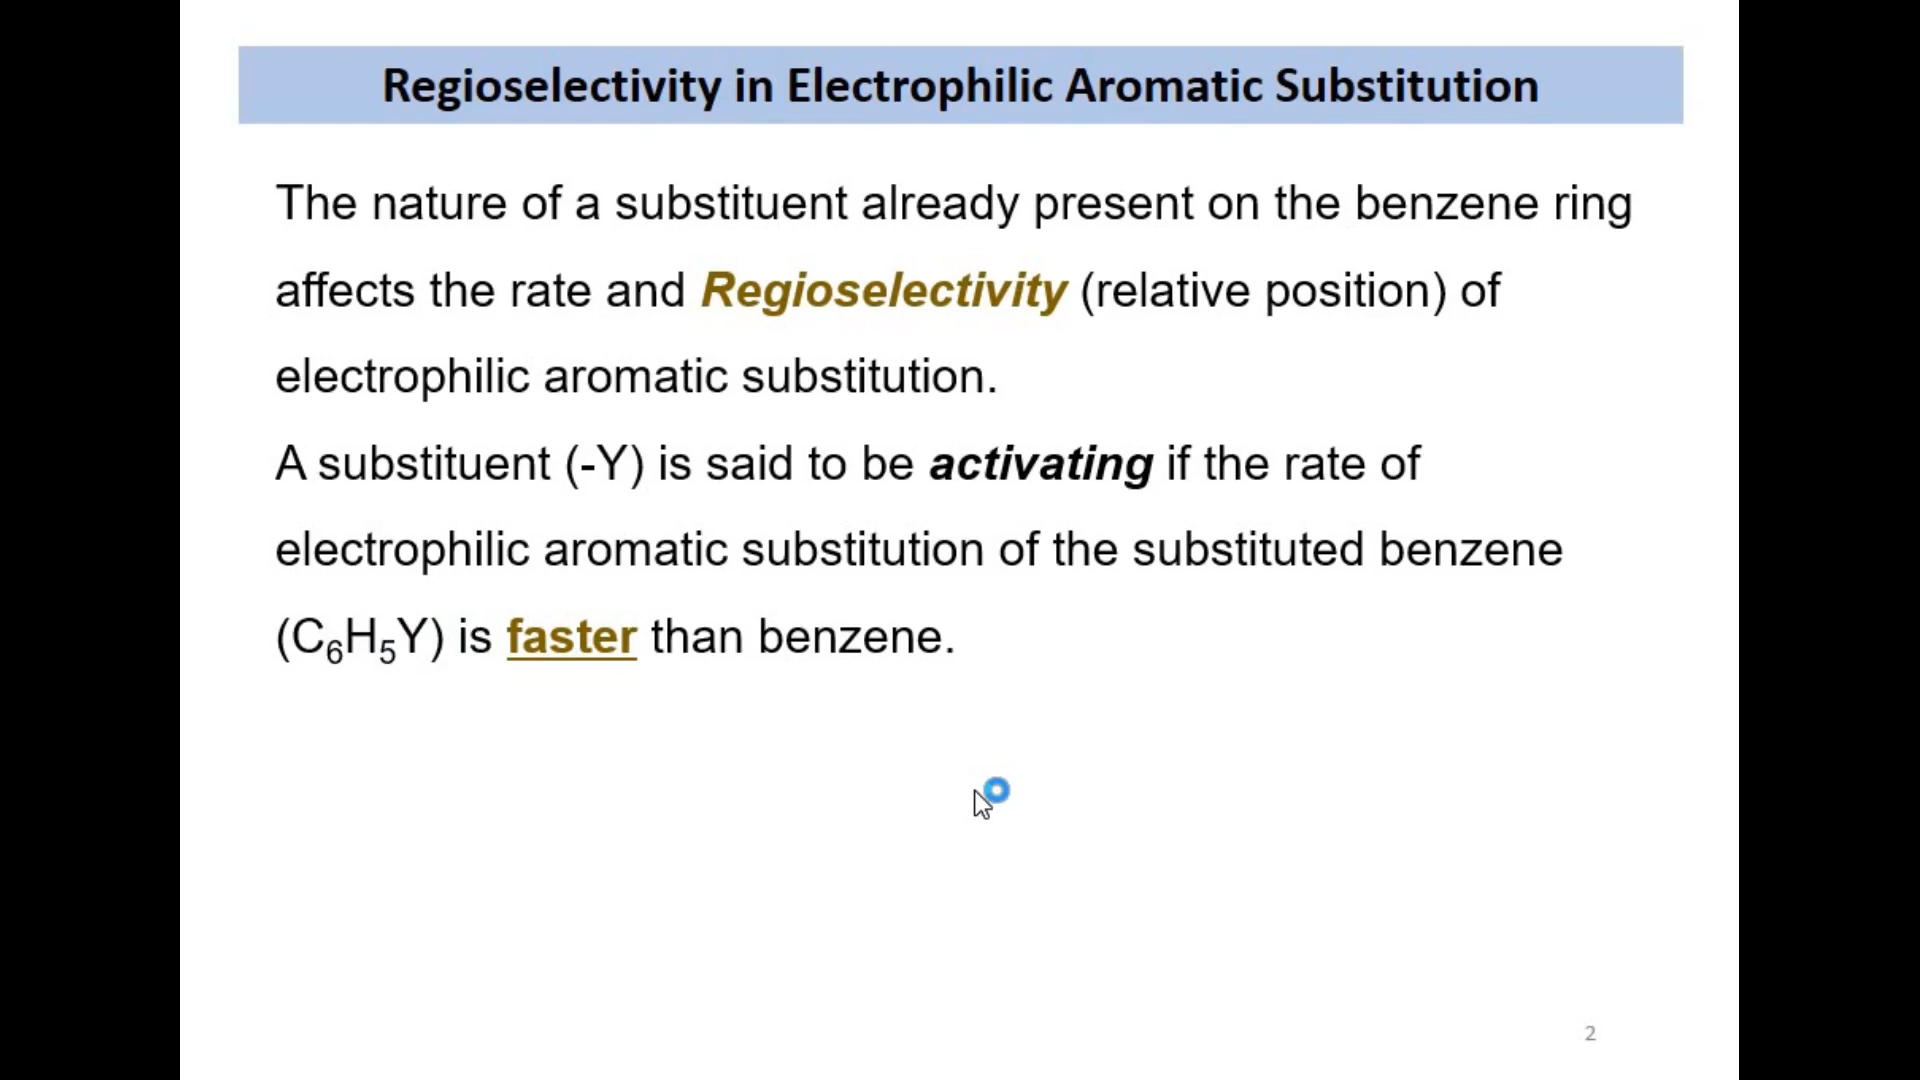 Regioselectivity in Electrophilic Aromatic Substitution
The nature of a substituent already present on the benzene ring
affects the rate and Regioselectivity (relative position) of
electrophilic aromatic substitution.
A substituent (-Y) is said to be activating if the rate of
electrophilic aromatic substitution of the substituted benzene
(C₆H₅Y) is faster than benzene.
2